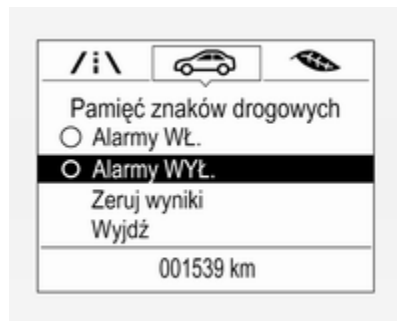 Pamięć znaków drogowych
Alarmy WŁ.
Alarmy WYŁ.
Zeruj wyniki
Wyjdź
001539 km